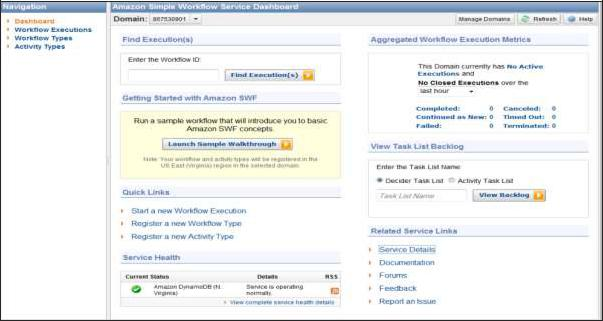 Navigation
Dashboard
Workflow Executions
Workflow Types
Activity Types
Amazon Simple Workflow Service Dashboard
Domain: 867530901
Manage Domains
Refresh
Help
Find Execution(s)
Enter the Workflow ID:
Find Execution(s)
Getting Started with Amazon SWF
Run a sample workflow that will introduce you to basic
Amazon SWF concepts.
Launch Sample Walkthrough
Note: Your workflow and activity types will be registered in the
US East (Virginia) region in the selected domain.
Quick Links
Start a new Workflow Execution
Register a new Workflow Type
Register a new Activity Type
Service Health
Current Status Details RSS
Amazon DynamoDB (N. Virginia)
Service is operating normally.
View complete service health details
Aggregated Workflow Execution Metrics
This Domain currently has No Active
Executions and
No Closed Executions over the
last hour
Completed: 0 Canceled: 0
Continued as New: 0 Timed Out: 0
Failed: 0 Terminated: 0
View Task List Backlog
Enter the Task List Name
Decider Task List Activity Task List
Task List Name
View Backlog
Related Service Links
Service Details
Documentation
Forums
Feedback
Report an Issue